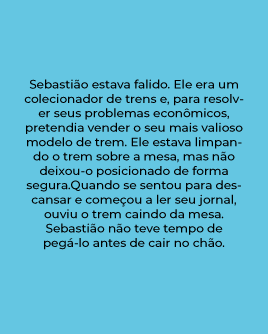 Sebastião estava falido. Ele era um
colecionador de trens e, para resolv-
er seus problemas econômicos,
pretendia vender o seu mais valioso
modelo de trem. Ele estava limpan-
do o trem sobre a mesa, mas não
deixou-o posicionado de forma
segura.Quando se sentou para des-
cansar e começou a ler seu jornal,
ouviu o trem caindo da mesa.
Sebastião não teve tempo de
pegá-lo antes de cair no chão.